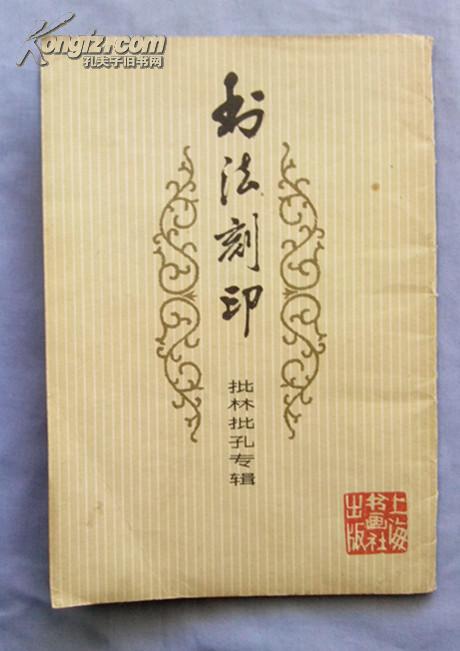 Kongfz.com
孔夫子旧书网
书法刻印
批林批孔专辑
上海
书画社
出版